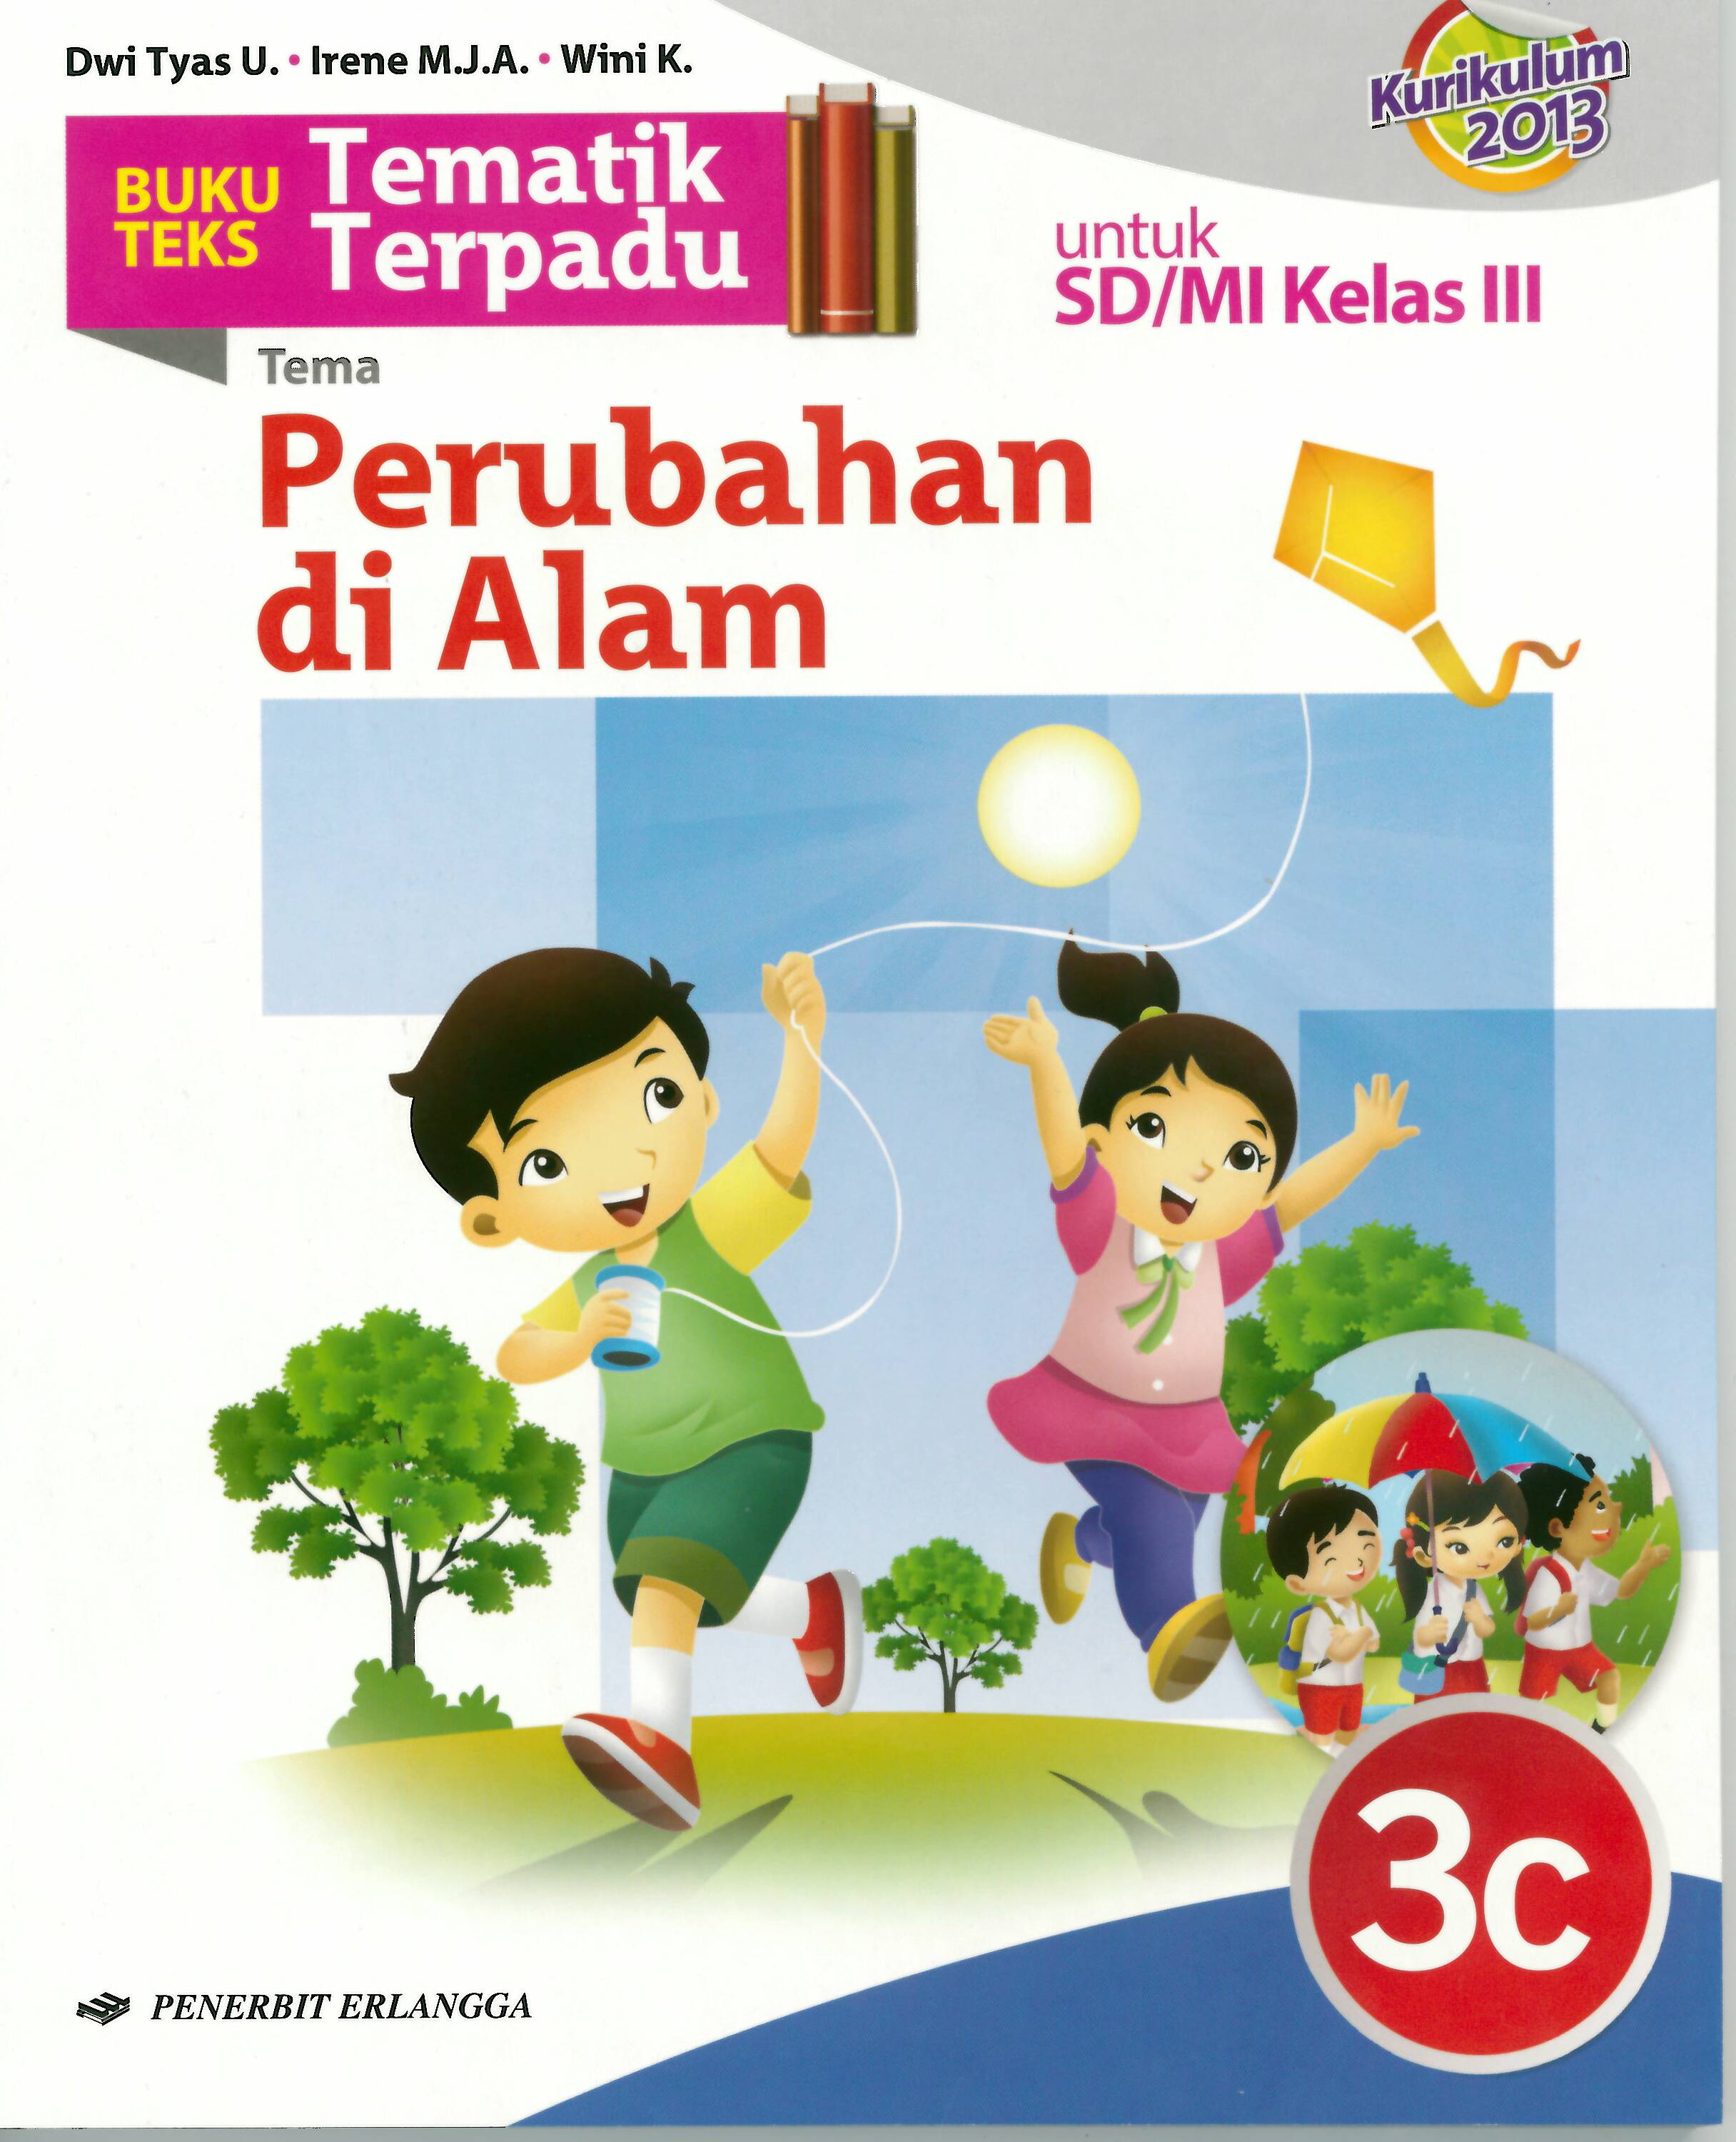 Dwi Tyas U. • Irene M.J.A. • Wini K.
Kurikulum
2013
BUKU
TEKS
Tematik
Terpadu
untuk
SD/MI Kelas III
Tema
Perubahan
di Alam
3c
PENERBIT ERLANGGA